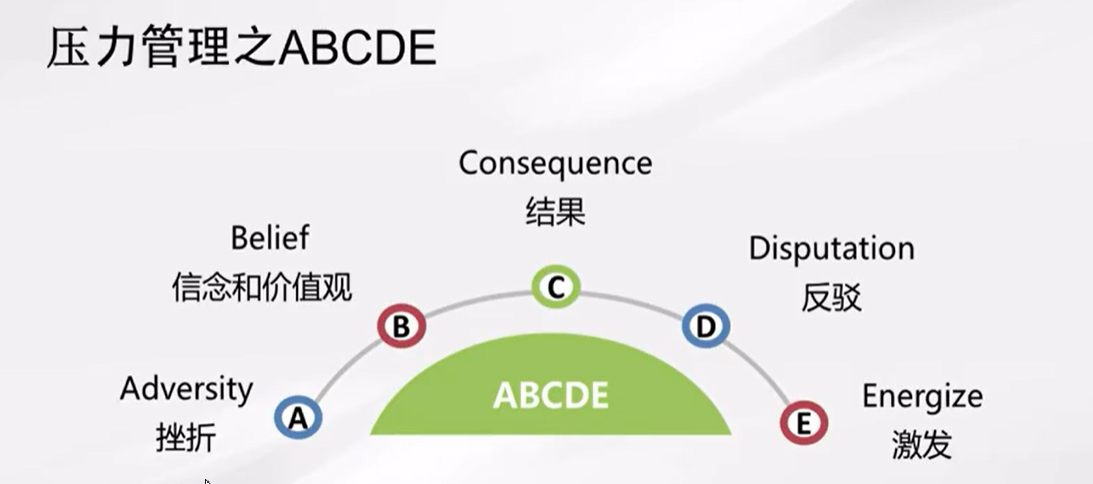 压力管理之ABCDE
Adversity
挫折
A
Belief
信念和价值观
B
Consequence
结果
C
Disputation
反驳
D
Energize
激发
E
ABCDE